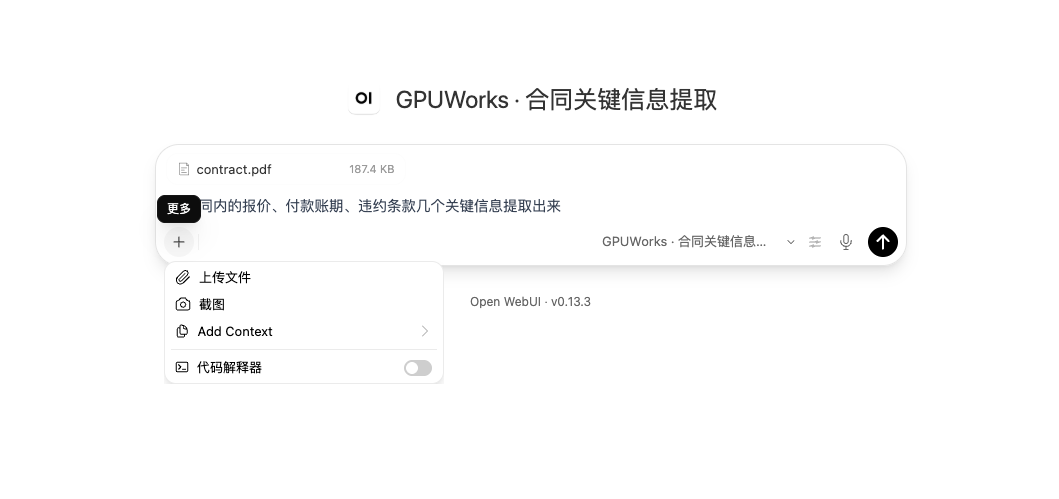 OI GPUWorks · 合同关键信息提取
contract.pdf 187.4 KB
同内的报价、付款账期、违约条款几个关键信息提取出来
更多
GPUWorks · 合同关键信息...
上传文件
截图
Add Context
代码解释器
Open WebUI · v0.13.3